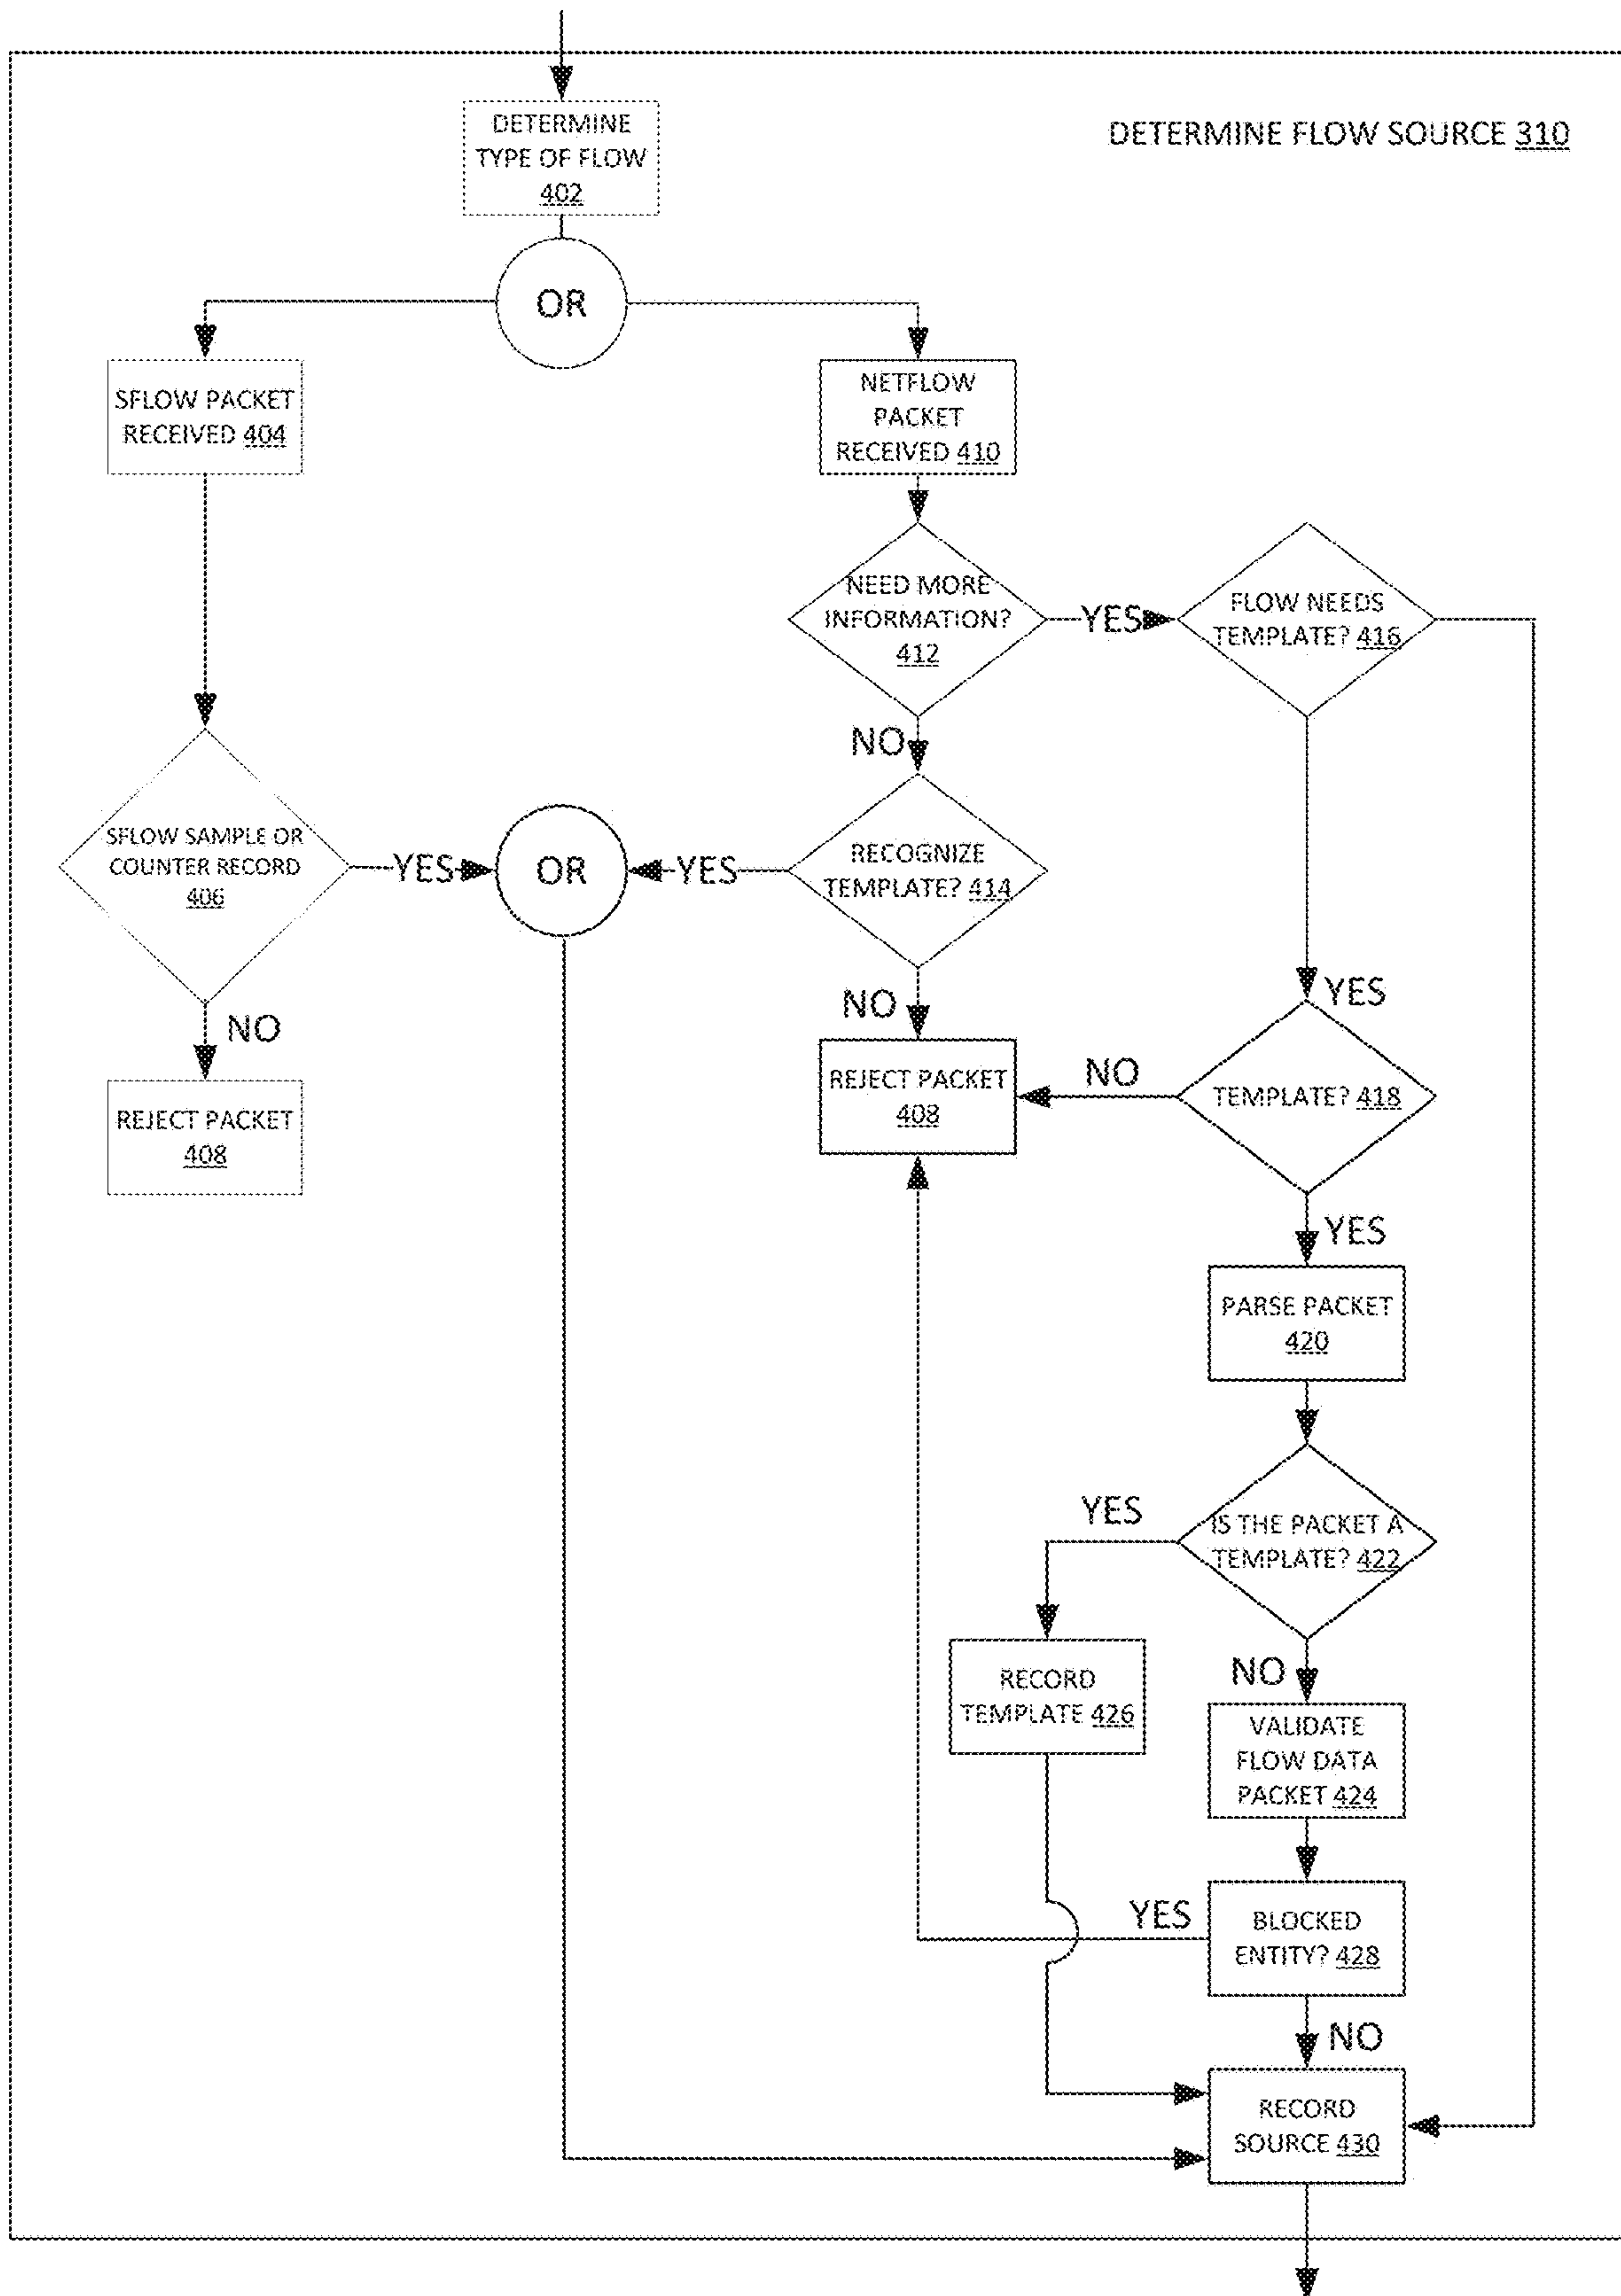 DETERMINE FLOW SOURCE 310
DETERMINE
TYPE OF FLOW
402
OR
SFLOW PACKET
RECEIVED 404
NETFLOW
PACKET
RECEIVED 410
NEED MORE
INFORMATION?
412
YES
FLOW NEEDS
TEMPLATE? 416
NO
SFLOW SAMPLE OR
COUNTER RECORD
406
YES
OR
YES
RECOGNIZE
TEMPLATE? 414
NO
REJECT PACKET
408
NO
REJECT PACKET
408
YES
NO
TEMPLATE? 418
YES
PARSE PACKET
420
IS THE PACKET A
TEMPLATE? 422
YES
RECORD
TEMPLATE 426
NO
VALIDATE
FLOW DATA
PACKET 424
YES
BLOCKED
ENTITY? 428
NO
RECORD
SOURCE 430